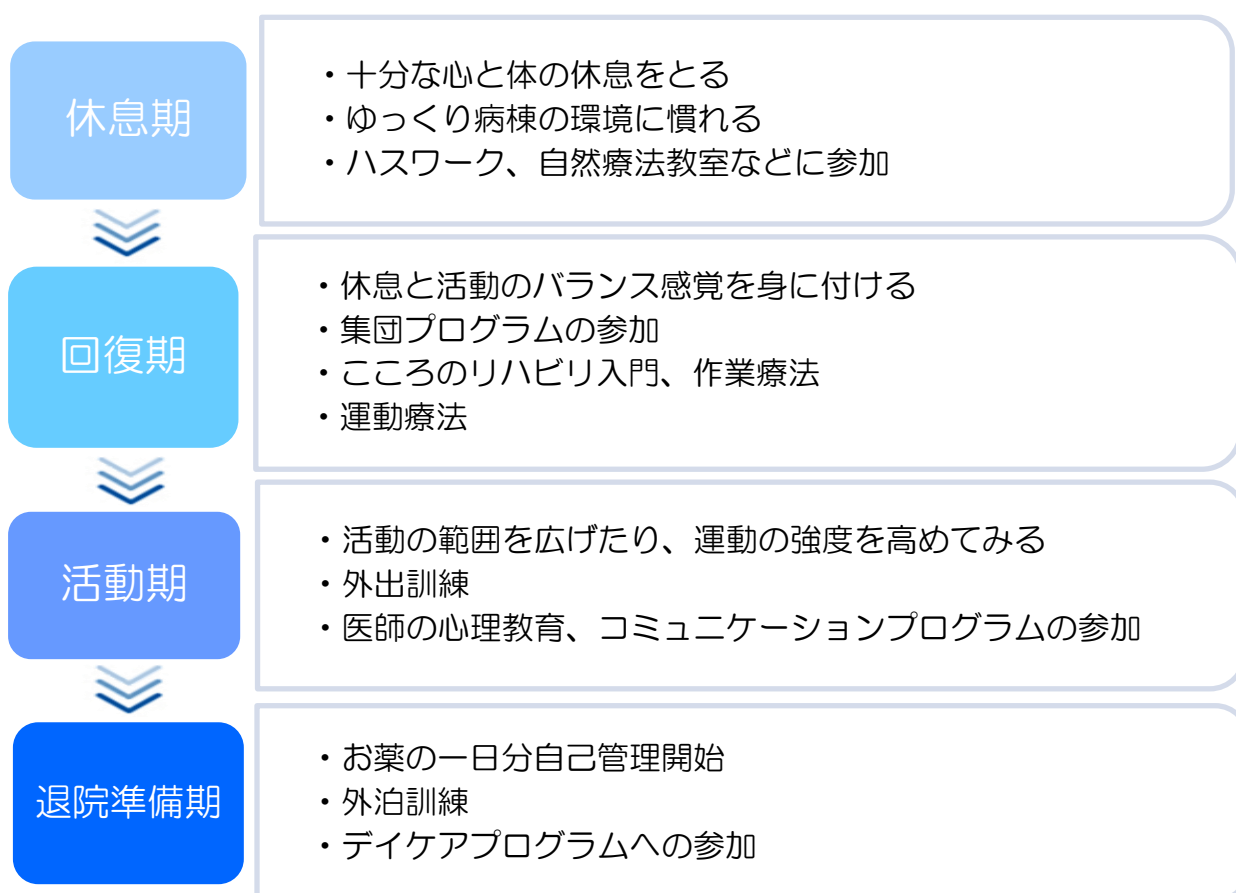 休息期
・十分な心と体の休息をとる
・ゆっくり病棟の環境に慣れる
・ハスワーク、自然療法教室などに参加
回復期
・休息と活動のバランス感覚を身に付ける
・集団プログラムの参加
・こころのリハビリ入門、作業療法
・運動療法
活動期
・活動の範囲を広げたり、運動の強度を高めてみる
・外出訓練
・医師の心理教育、コミュニケーションプログラムの参加
退院準備期
・お薬の一日分自己管理開始
・外泊訓練
・デイケアプログラムへの参加